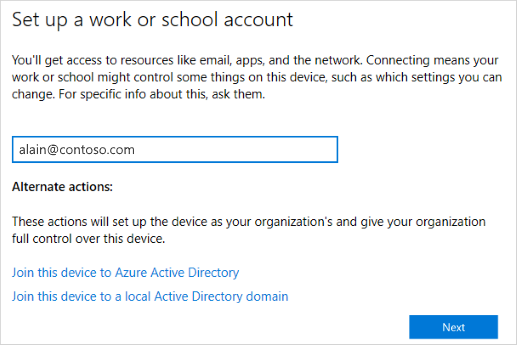 Set up a work or school account
You'll get access to resources like email, apps, and the network. Connecting means your
work or school might control some things on this device, such as which settings you can
change. For specific info about this, ask them.
alain@contoso.com
Alternate actions:
These actions will set up the device as your organization's and give your organization
full control over this device.
Join this device to Azure Active Directory
Join this device to a local Active Directory domain
Next